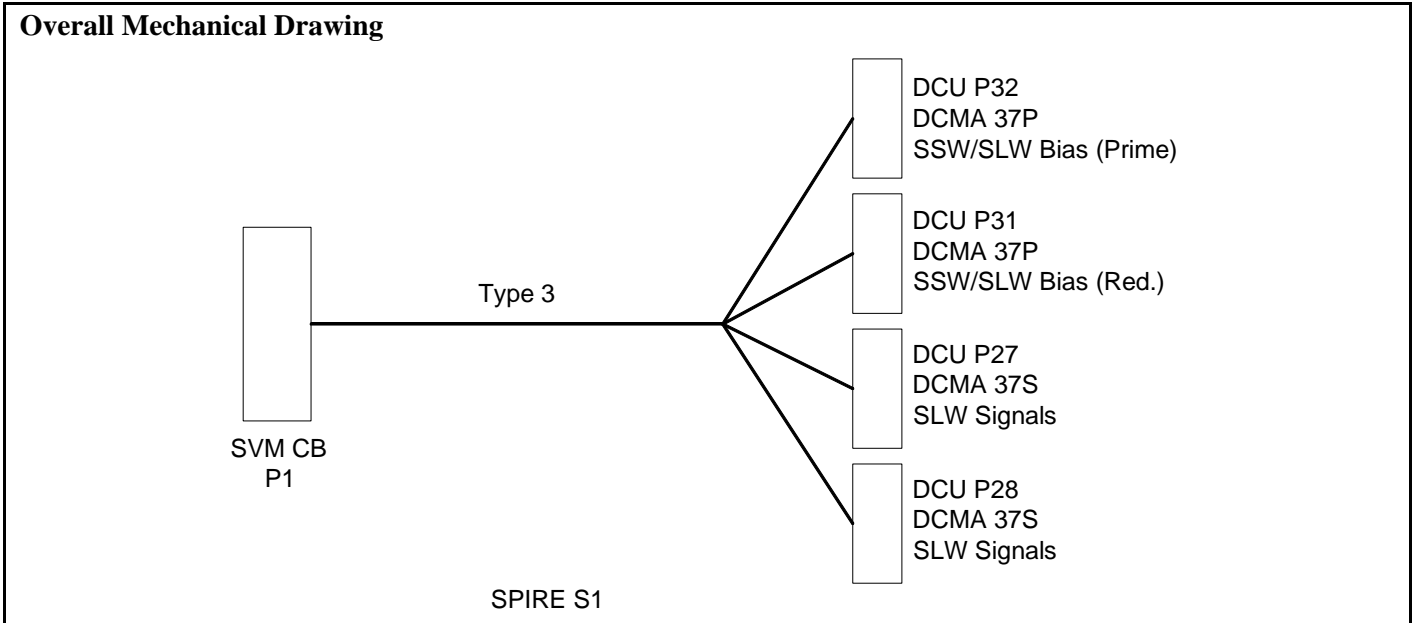 Overall Mechanical Drawing
DCU P32
DCMA 37P
SSW/SLW Bias (Prime)
DCU P31
DCMA 37P
SSW/SLW Bias (Red.)
Type 3
DCU P27
DCMA 37S
SLW Signals
SVM CB
P1
DCU P28
DCMA 37S
SLW Signals
SPIRE S1